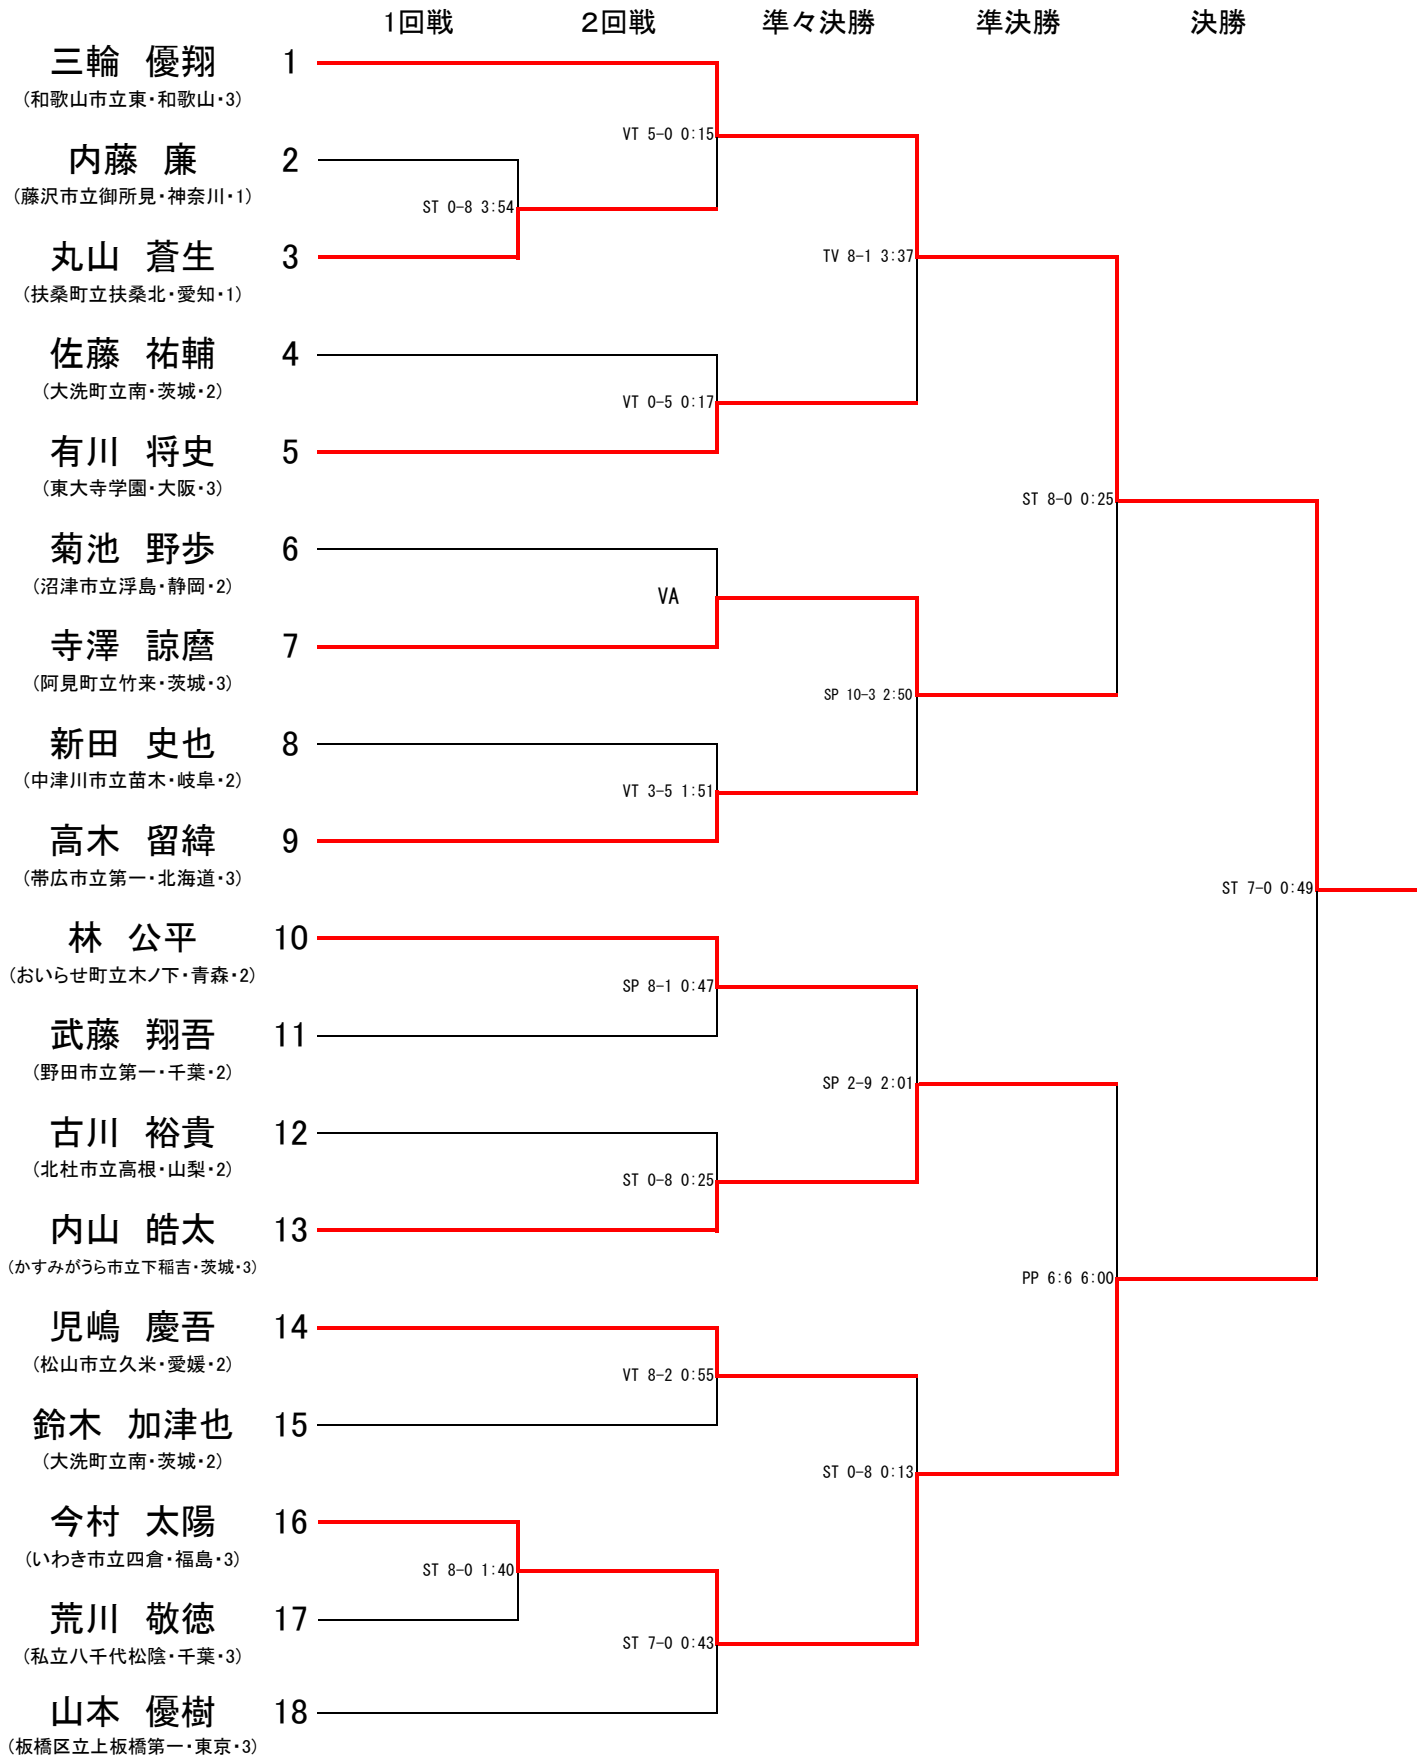 1回戦 2回戦 準々決勝 準決勝 決勝
三輪 優翔 1
(和歌山市立東・和歌山・3)
VT 5-0 0:15
内藤 廉 2
(藤沢市立御所見・神奈川・1)
ST 0-8 3:54
丸山 蒼生 3
TV 8-1 3:37
(扶桑町立扶桑北・愛知・1)
佐藤 祐輔 4
(大洗町立南・茨城・2)
VT 0-5 0:17
有川 将史 5
(東大寺学園・大阪・3)
ST 8-0 0:25
菊池 野歩 6
(沼津市立浮島・静岡・2)
VA
寺澤 諒麿 7
(阿見町立竹来・茨城・3)
SP 10-3 2:50
新田 史也 8
(中津川市立苗木・岐阜・2)
VT 3-5 1:51
高木 留緯 9
(帯広市立第一・北海道・3)
ST 7-0 0:49
林 公平 10
(おいらせ町立木ノ下・青森・2)
SP 8-1 0:47
武藤 翔吾 11
(野田市立第一・千葉・2)
SP 2-9 2:01
古川 裕貴 12
(北杜市立高根・山梨・2)
ST 0-8 0:25
内山 皓太 13
(かすみがうら市立下稲吉・茨城・3)
PP 6:6 6:00
児嶋 慶吾 14
(松山市立久米・愛媛・2)
VT 8-2 0:55
鈴木 加津也 15
(大洗町立南・茨城・2)
ST 0-8 0:13
今村 太陽 16
(いわき市立四倉・福島・3)
ST 8-0 1:40
荒川 敬徳 17
(私立八千代松陰・千葉・3)
ST 7-0 0:43
山本 優樹 18
(板橋区立上板橋第一・東京・3)